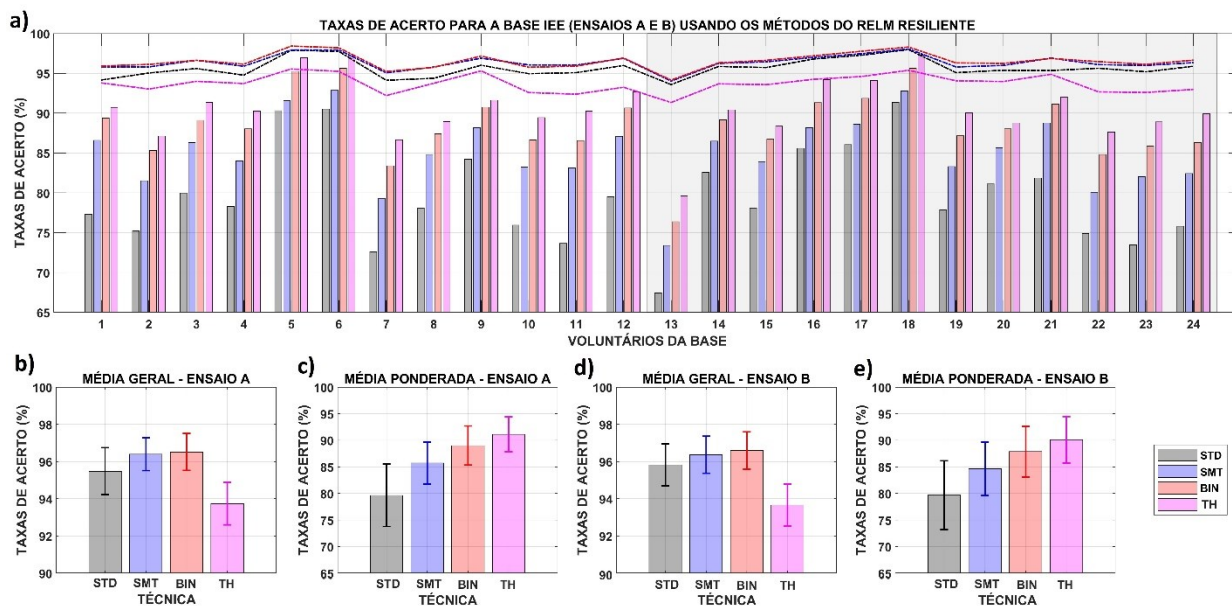 a)
TAXAS DE ACERTO PARA A BASE IEE (ENSAIOS A E B) USANDO OS MÉTODOS DO RELM RESILIENTE
TAXAS DE ACERTO (%)
100
95
90
85
80
75
70
65
1 2 3 4 5 6 7 8 9 10 11 12 13 14 15 16 17 18 19 20 21 22 23 24
VOLUNTÁRIOS DA BASE
b)
MÉDIA GERAL - ENSAIO A
TAXAS DE ACERTO (%)
100
98
96
94
92
90
STD SMT BIN TH
TÉCNICA
c)
MÉDIA PONDERADA - ENSAIO A
TAXAS DE ACERTO (%)
100
95
90
85
80
75
70
65
STD SMT BIN TH
TÉCNICA
d)
MÉDIA GERAL - ENSAIO B
TAXAS DE ACERTO (%)
100
98
96
94
92
90
STD SMT BIN TH
TÉCNICA
e)
MÉDIA PONDERADA - ENSAIO B
TAXAS DE ACERTO (%)
100
95
90
85
80
75
70
65
STD SMT BIN TH
TÉCNICA
STD
SMT
BIN
TH